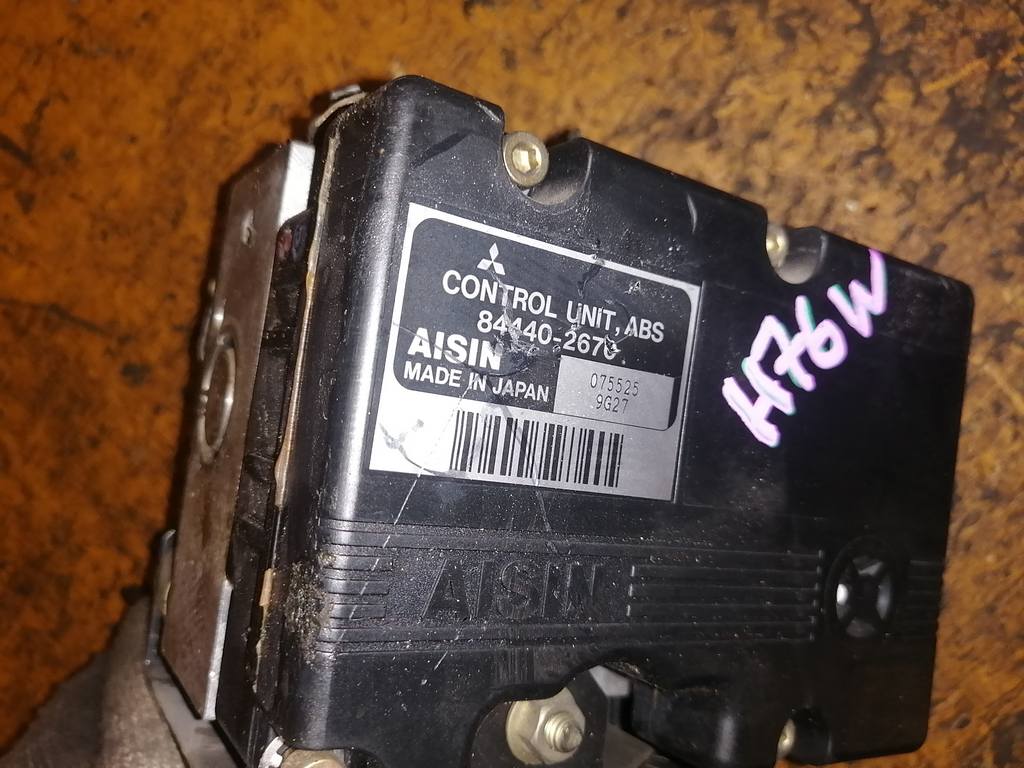 CONTROL UNIT, ABS
84440-2670
AISIN
MADE IN JAPAN
075525
9G27
H76W
AISIN